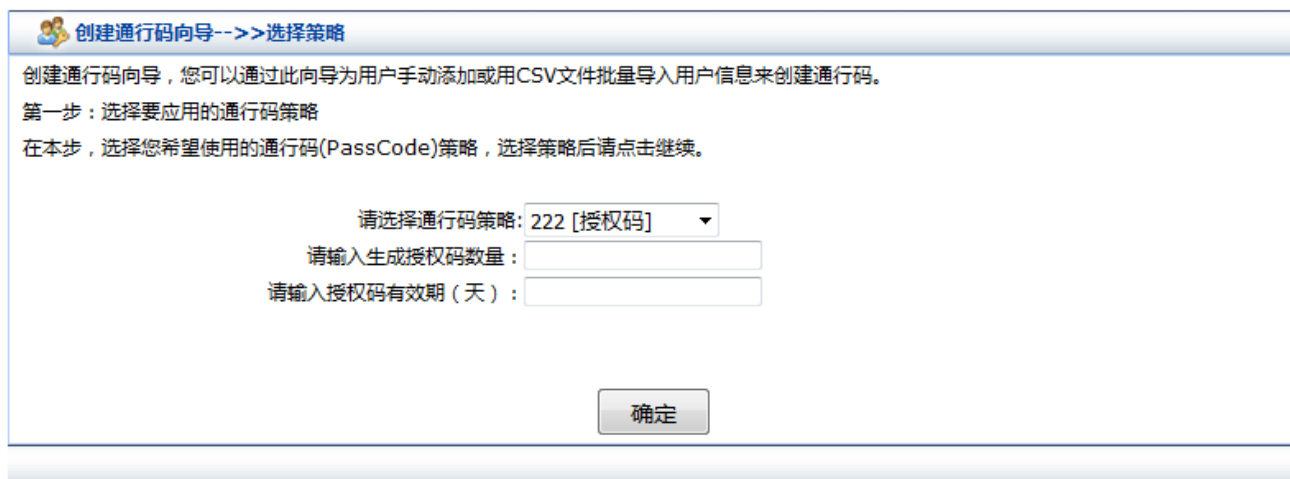 创建通行码向导-->>选择策略
创建通行码向导，您可以通过此向导为用户手动添加或用CSV文件批量导入用户信息来创建通行码。
第一步：选择要应用的通行码策略
在本步，选择您希望使用的通行码(PassCode)策略，选择策略后请点击继续。
请选择通行码策略: 222 [授权码]
请输入生成授权码数量：
请输入授权码有效期（天）：
确定